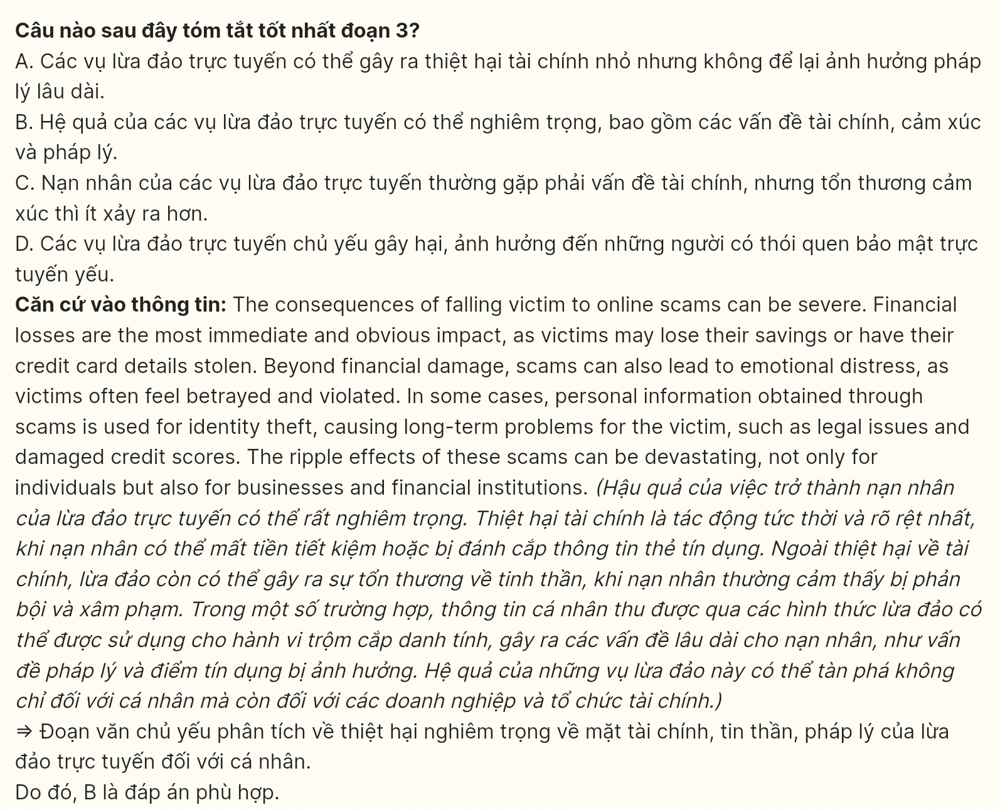 Câu nào sau đây tóm tắt tốt nhất đoạn 3?
A. Các vụ lừa đảo trực tuyến có thể gây ra thiệt hại tài chính nhỏ nhưng không để lại ảnh hưởng pháp
lý lâu dài.
B. Hệ quả của các vụ lừa đảo trực tuyến có thể nghiêm trọng, bao gồm các vấn đề tài chính, cảm xúc
và pháp lý.
C. Nạn nhân của các vụ lừa đảo trực tuyến thường gặp phải vấn đề tài chính, nhưng tổn thương cảm
xúc thì ít xảy ra hơn.
D. Các vụ lừa đảo trực tuyến chủ yếu gây hại, ảnh hưởng đến những người có thói quen bảo mật trực
tuyến yếu.
Căn cứ vào thông tin: The consequences of falling victim to online scams can be severe. Financial
losses are the most immediate and obvious impact, as victims may lose their savings or have their
credit card details stolen. Beyond financial damage, scams can also lead to emotional distress, as
victims often feel betrayed and violated. In some cases, personal information obtained through
scams is used for identity theft, causing long-term problems for the victim, such as legal issues and
damaged credit scores. The ripple effects of these scams can be devastating, not only for
individuals but also for businesses and financial institutions. (Hậu quả của việc trở thành nạn nhân
của lừa đảo trực tuyến có thể rất nghiêm trọng. Thiệt hại tài chính là tác động tức thời và rõ rệt nhất,
khi nạn nhân có thể mất tiền tiết kiệm hoặc bị đánh cắp thông tin thẻ tín dụng. Ngoài thiệt hại về tài
chính, lừa đảo còn có thể gây ra sự tổn thương về tinh thần, khi nạn nhân thường cảm thấy bị phản
bội và xâm phạm. Trong một số trường hợp, thông tin cá nhân thu được qua các hình thức lừa đảo có
thể được sử dụng cho hành vi trộm cắp danh tính, gây ra các vấn đề lâu dài cho nạn nhân, như vấn
đề pháp lý và điểm tín dụng bị ảnh hưởng. Hệ quả của những vụ lừa đảo này có thể tàn phá không
chỉ đối với cá nhân mà còn đối với các doanh nghiệp và tổ chức tài chính.)
⇒ Đoạn văn chủ yếu phân tích về thiệt hại nghiêm trọng về mặt tài chính, tin thần, pháp lý của lừa
đảo trực tuyến đối với cá nhân.
Do đó, B là đáp án phù hợp.